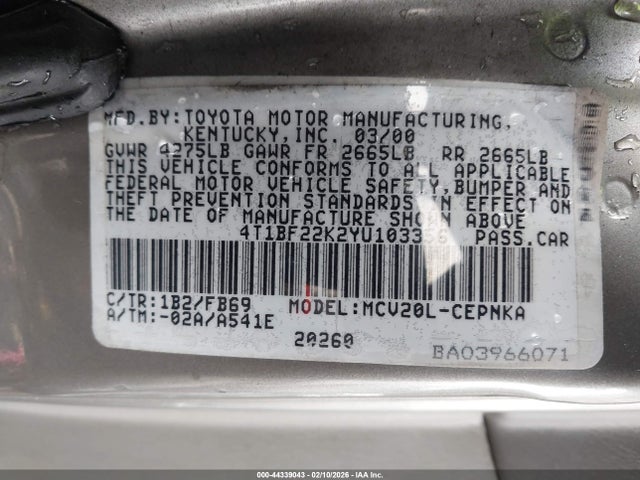 MFD.BY:TOYOTA MOTOR MANUFACTURING,
KENTUCKY,INC. 03/00
GVWR 4275LB GAWR FR 2665LB RR 2665LB
THIS VEHICLE CONFORMS TO ALL APPLICABLE
FEDERAL MOTOR VEHICLE SAFETY,BUMPER AND
THEFT PREVENTION STANDARDS IN EFFECT ON
THE DATE OF MANUFACTURE SHOWN ABOVE
PASS.CAR
C/TR:1B2/FB69 MODEL:MCV20L-CEPNKA
A/TM:-02A/A541E
20260
BA03966071
000-44339043 - 02/10/2026 - IAA Inc.